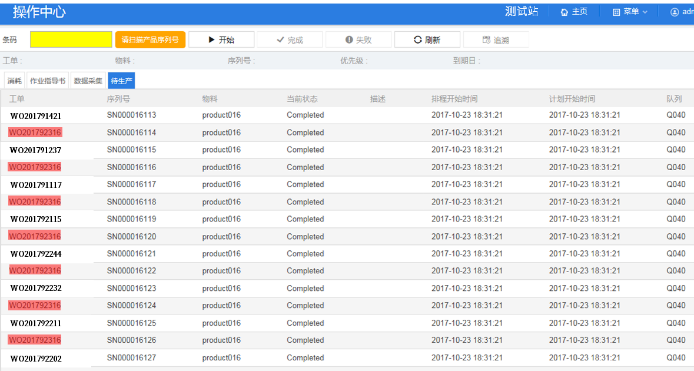 操作中心 测试站 主页 菜单
条码 请扫描产品序列号 开始 完成 失败 刷新 追溯
工单 : 物料 : 序列号 : 优先级 : 到期日 :
消耗 作业指导书 数据采集 待生产
工单 序列号 物料 当前状态 描述 排程开始时间 计划开始时间 队列
WO201791421 SN000016113 product016 Completed 2017-10-23 18:31:21 2017-10-23 18:31:21 Q040
WO201792316 SN000016114 product016 Completed 2017-10-23 18:31:21 2017-10-23 18:31:21 Q040
WO201791237 SN000016115 product016 Completed 2017-10-23 18:31:21 2017-10-23 18:31:21 Q040
WO201792316 SN000016116 product016 Completed 2017-10-23 18:31:21 2017-10-23 18:31:21 Q040
WO201791117 SN000016117 product016 Completed 2017-10-23 18:31:21 2017-10-23 18:31:21 Q040
WO201792316 SN000016118 product016 Completed 2017-10-23 18:31:21 2017-10-23 18:31:21 Q040
WO201792115 SN000016119 product016 Completed 2017-10-23 18:31:21 2017-10-23 18:31:21 Q040
WO201792316 SN000016120 product016 Completed 2017-10-23 18:31:21 2017-10-23 18:31:21 Q040
WO201792244 SN000016121 product016 Completed 2017-10-23 18:31:21 2017-10-23 18:31:21 Q040
WO201792316 SN000016122 product016 Completed 2017-10-23 18:31:21 2017-10-23 18:31:21 Q040
WO201792232 SN000016123 product016 Completed 2017-10-23 18:31:21 2017-10-23 18:31:21 Q040
WO201792316 SN000016124 product016 Completed 2017-10-23 18:31:21 2017-10-23 18:31:21 Q040
WO201792211 SN000016125 product016 Completed 2017-10-23 18:31:21 2017-10-23 18:31:21 Q040
WO201792316 SN000016126 product016 Completed 2017-10-23 18:31:21 2017-10-23 18:31:21 Q040
WO201792202 SN000016127 product016 Completed 2017-10-23 18:31:21 2017-10-23 18:31:21 Q040